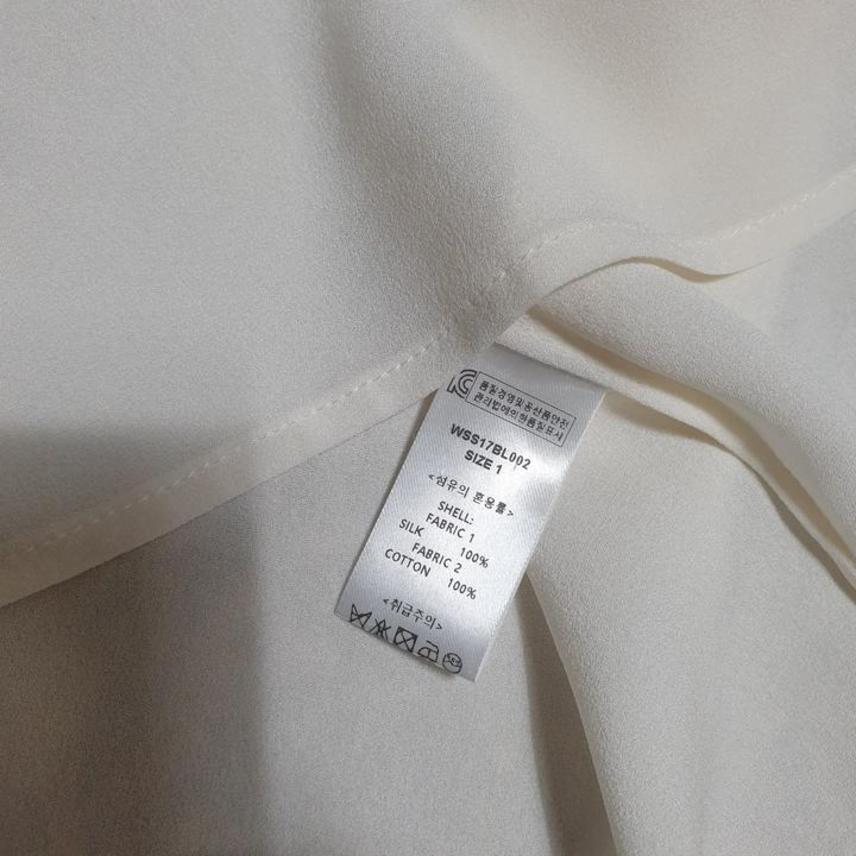 품질경영및공산품안전
관리법에의한품질표시
WSS17BL002
SIZE 1
<섬유의 혼용률>
SHELL:
FABRIC 1
SILK 100%
FABRIC 2
COTTON 100%
<취급주의>